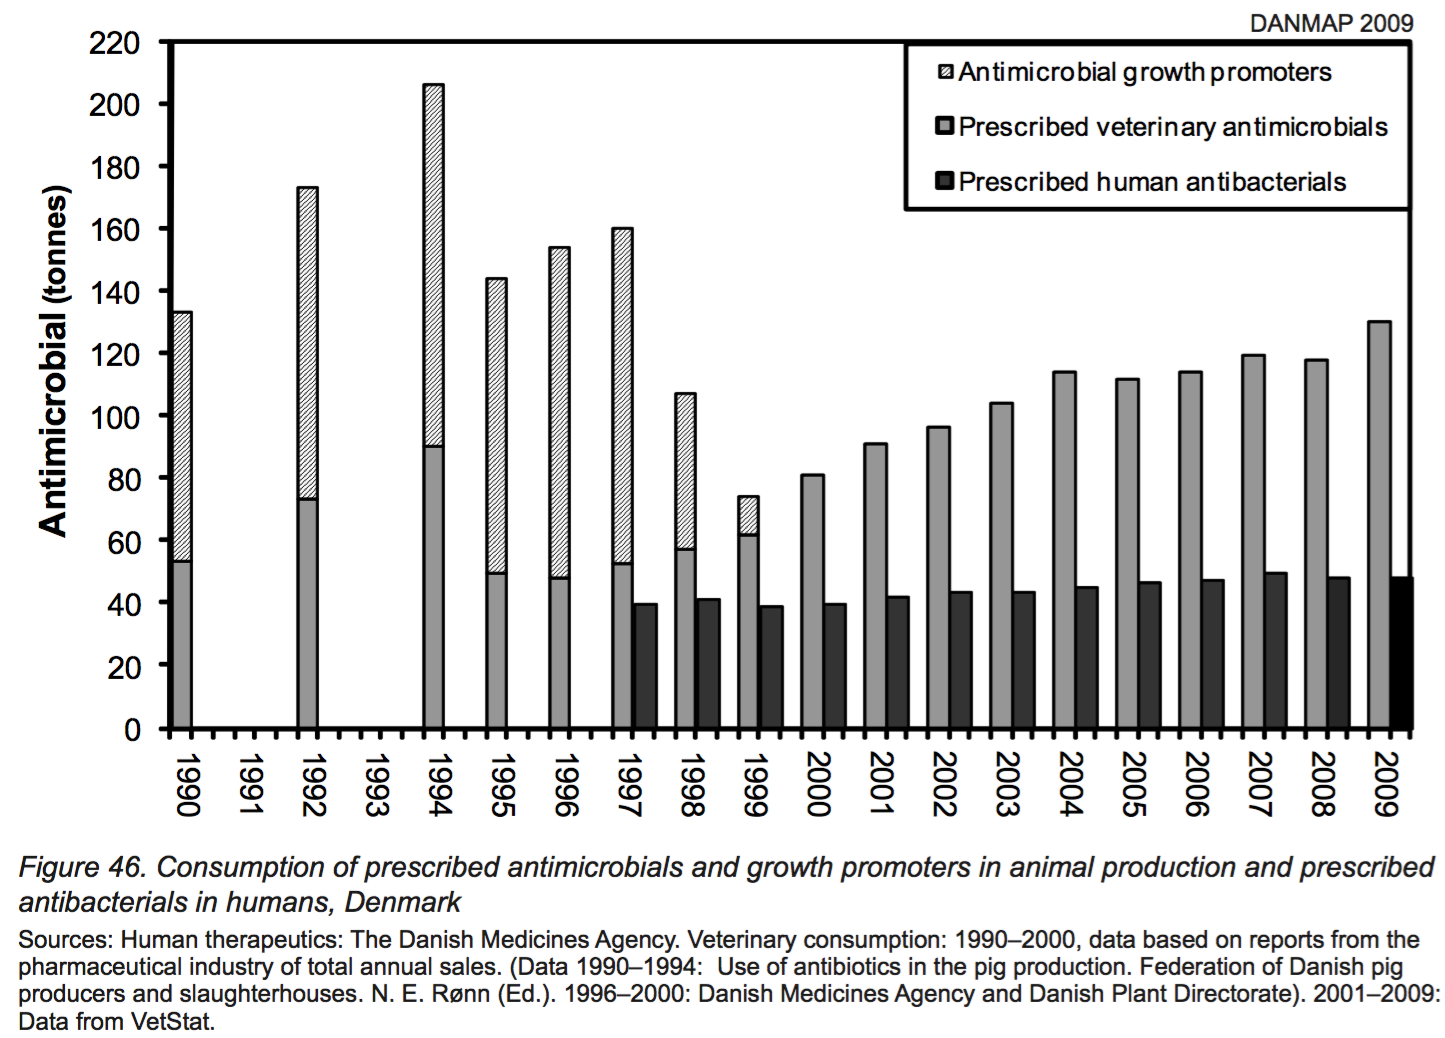 DANMAP 2009
220
200
180
160
140
120
100
80
60
40
20
0
Antimicrobial (tonnes)
Antimicrobial growth promoters
Prescribed veterinary antimicrobials
Prescribed human antibacterials
1990
1991
1992
1993
1994
1995
1996
1997
1998
1999
2000
2001
2002
2003
2004
2005
2006
2007
2008
2009
Figure 46. Consumption of prescribed antimicrobials and growth promoters in animal production and prescribed
antibacterials in humans, Denmark
Sources: Human therapeutics: The Danish Medicines Agency. Veterinary consumption: 1990–2000, data based on reports from the
pharmaceutical industry of total annual sales. (Data 1990–1994: Use of antibiotics in the pig production. Federation of Danish pig
producers and slaughterhouses. N. E. Rønn (Ed.). 1996–2000: Danish Medicines Agency and Danish Plant Directorate). 2001–2009:
Data from VetStat.